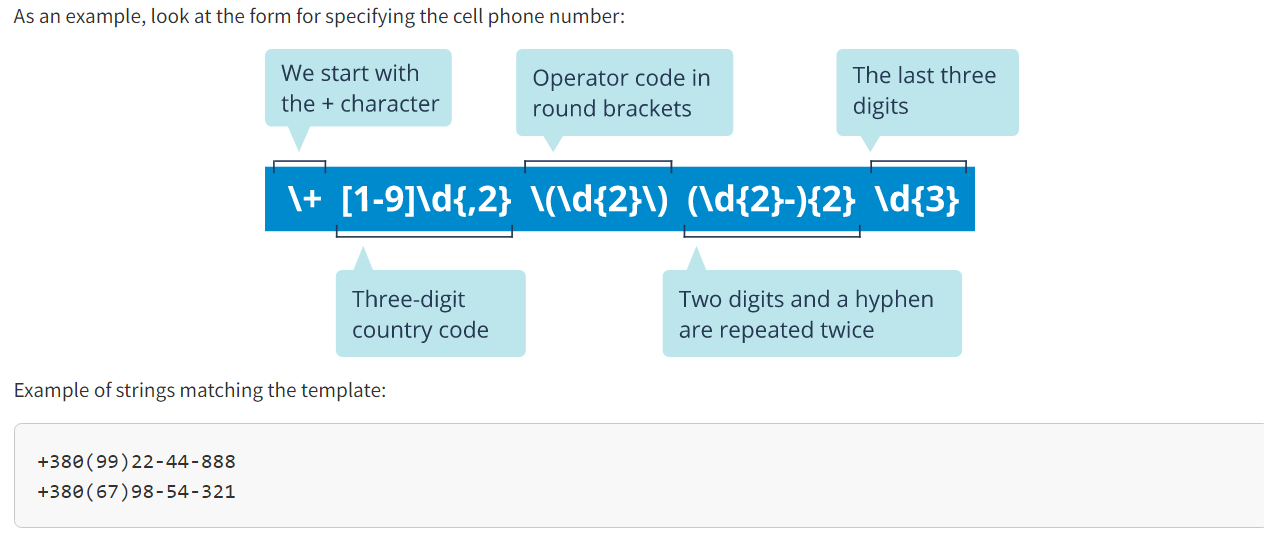 As an example, look at the form for specifying the cell phone number:
We start with
the + character
Operator code in
round brackets
The last three
digits
\+ [1-9]\d{,2} \(\d{2}\) (\d{2}-){2} \d{3}
Three-digit
country code
Two digits and a hyphen
are repeated twice
Example of strings matching the template:
+380(99)22-44-888
+380(67)98-54-321